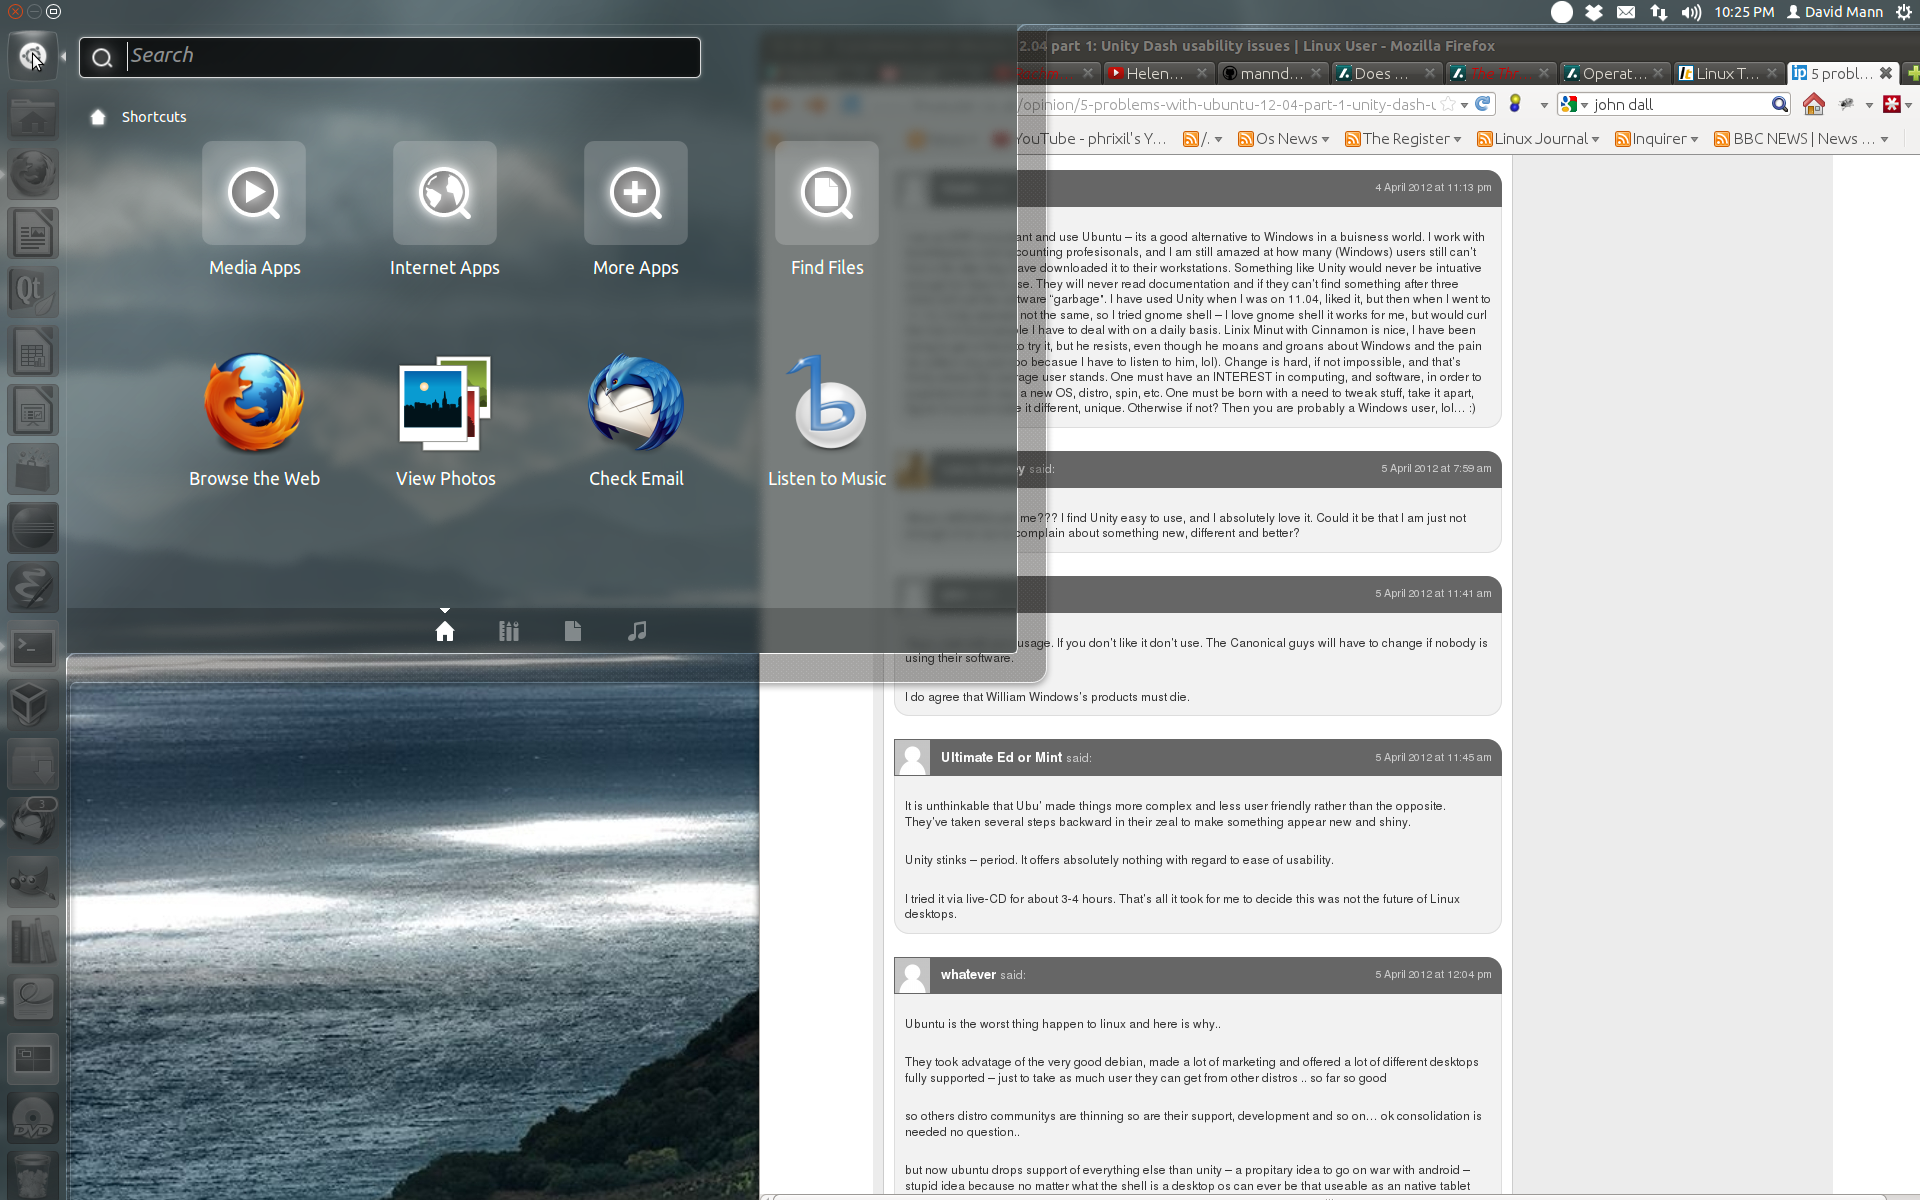 10:25 PM David Mann
Search
Shortcuts
Media Apps
Internet Apps
More Apps
Find Files
Browse the Web
View Photos
Check Email
Listen to Music
Qt
3
DVD
2.04 part 1: Unity Dash usability issues | Linux User - Mozilla Firefox
Helen...
mannd...
Does ...
Operat...
Linux T...
5 probl...
/opinion/5-problems-with-ubuntu-12-04-part-1-unity-dash-u
john dall
YouTube - phrixil's Y...
/.
Os News
The Register
Linux Journal
Inquirer
BBC NEWS | News ...
4 April 2012 at 11:13 pm
ant and use Ubuntu – its a good alternative to Windows in a buisness world. I work with
counting profesisonals, and I am still amazed at how many (Windows) users still can't
ave downloaded it to their workstations. Something like Unity would never be intuative
se. They will never read documentation and if they can't find something after three
tware "garbage". I have used Unity when I was on 11.04, liked it, but then when I went to
not the same, so I tried gnome shell – I love gnome shell it works for me, but would curl
le I have to deal with on a daily basis. Linix Minut with Cinnamon is nice, I have been
to try it, but he resists, even though he moans and groans about Windows and the pain
oo becasue I have to listen to him, lol). Change is hard, if not impossible, and that's
rage user stands. One must have an INTEREST in computing, and software, in order to
a new OS, distro, spin, etc. One must be born with a need to tweak stuff, take it apart,
e it different, unique. Otherwise if not? Then you are probably a Windows user, lol... :)
y said:
5 April 2012 at 7:59 am
me??? I find Unity easy to use, and I absolutely love it. Could it be that I am just not
complain about something new, different and better?
5 April 2012 at 11:41 am
usage. If you don't like it don't use. The Canonical guys will have to change if nobody is
using their software.
I do agree that William Windows's products must die.
Ultimate Ed or Mint said:
5 April 2012 at 11:45 am
It is unthinkable that Ubu' made things more complex and less user friendly rather than the opposite.
They've taken several steps backward in their zeal to make something appear new and shiny.
Unity stinks – period. It offers absolutely nothing with regard to ease of usability.
I tried it via live-CD for about 3-4 hours. That's all it took for me to decide this was not the future of Linux
desktops.
whatever said:
5 April 2012 at 12:04 pm
Ubuntu is the worst thing happen to linux and here is why..
They took advatage of the very good debian, made a lot of marketing and offered a lot of different desktops
fully supported – just to take as much user they can get from other distros .. so far so good
so others distro communitys are thinning so are their support, development and so on... ok consolidation is
needed no question..
but now ubuntu drops support of everything else than unity – a propritary idea to go on war with android –
stupid idea because no matter what the shell is a desktop os can ever be that useable as an native tablet